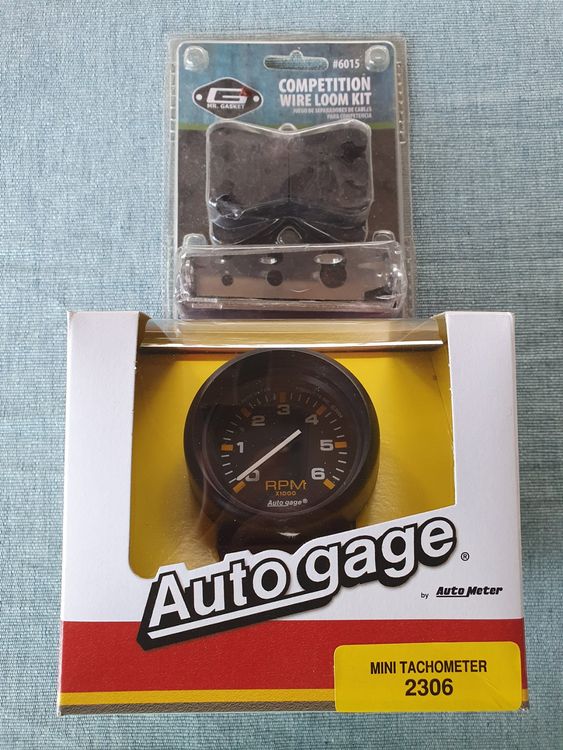 #6015
COMPETITION
WIRE LOOM KIT
JUEGO DE SEPARADORES DE CABLES
PARA COMPETENCIA
G
MR. GASKET
0 1 2 3 4 5 6
RPM
X1000
Auto gage
Auto gage®
by Auto Meter
MINI TACHOMETER
2306